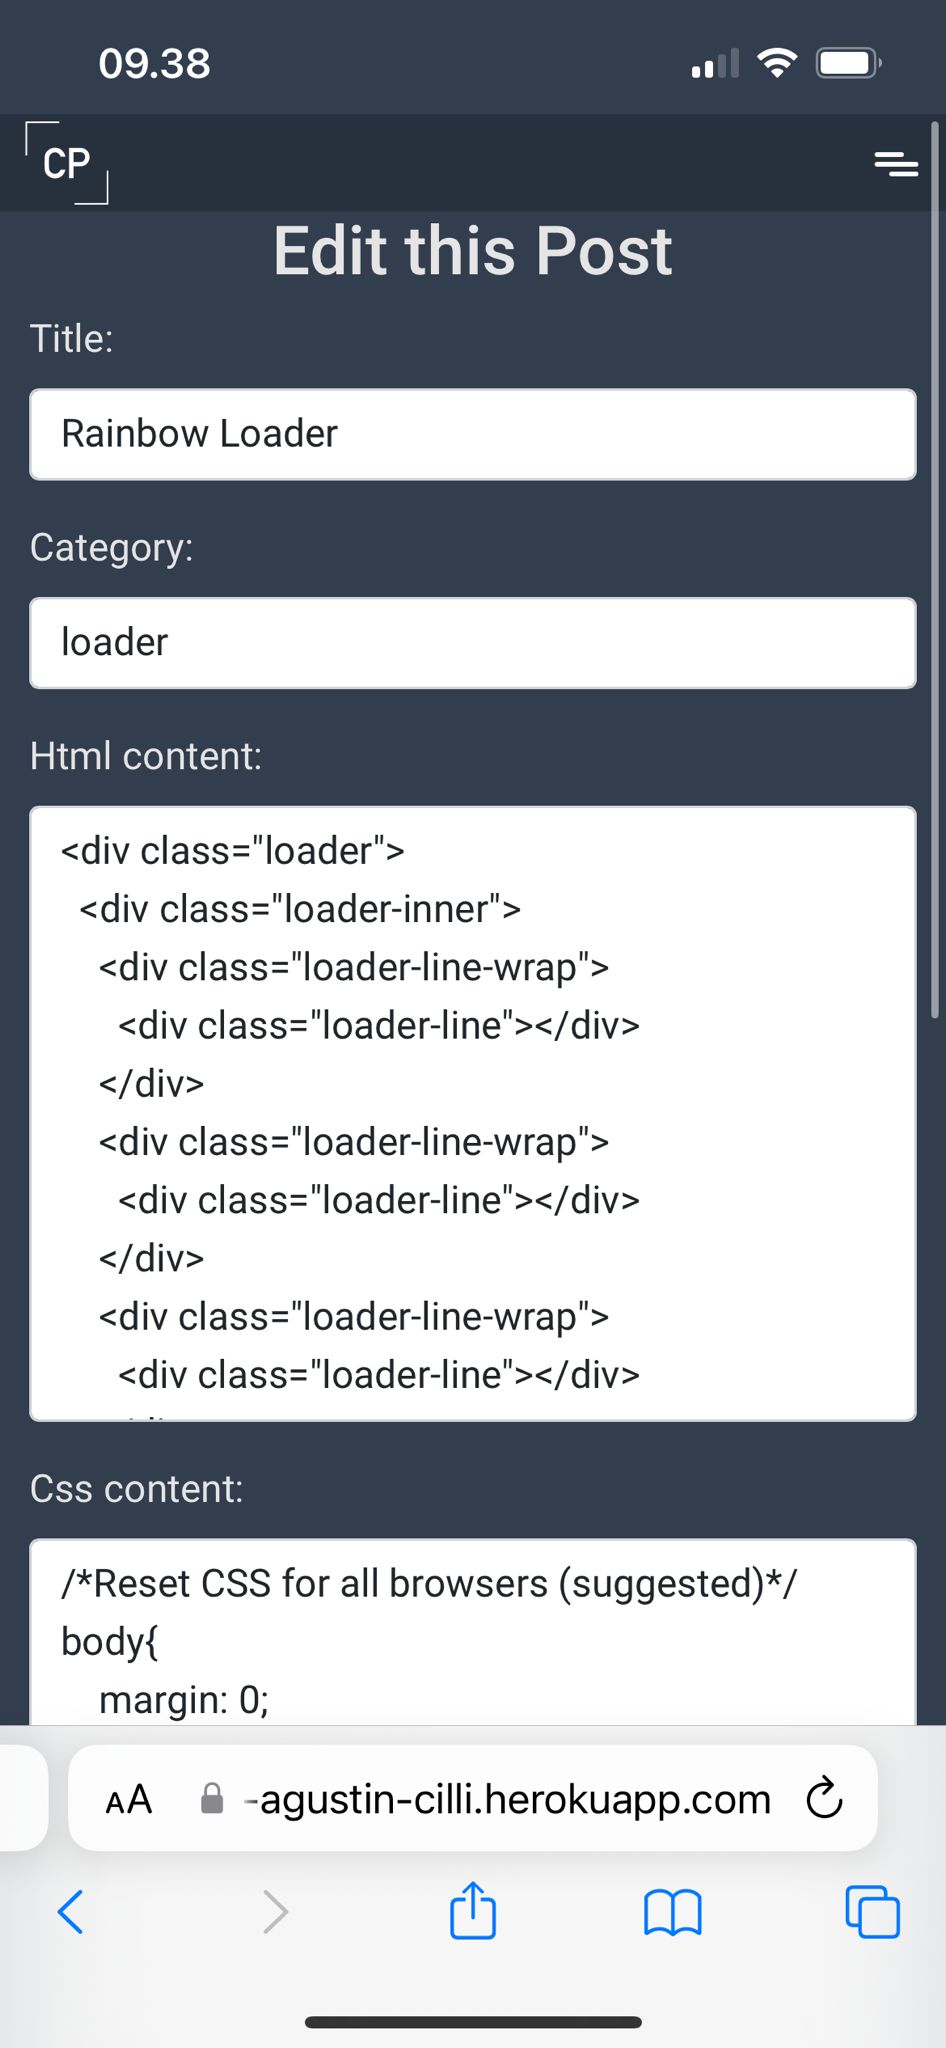 09.38
CP
Edit this Post
Title:
Rainbow Loader
Category:
loader
Html content:
<div class="loader">
  <div class="loader-inner">
    <div class="loader-line-wrap">
      <div class="loader-line"></div>
    </div>
    <div class="loader-line-wrap">
      <div class="loader-line"></div>
    </div>
    <div class="loader-line-wrap">
      <div class="loader-line"></div>
Css content:
/*Reset CSS for all browsers (suggested)*/
body{
    margin: 0;
AA -agustin-cilli.herokuapp.com